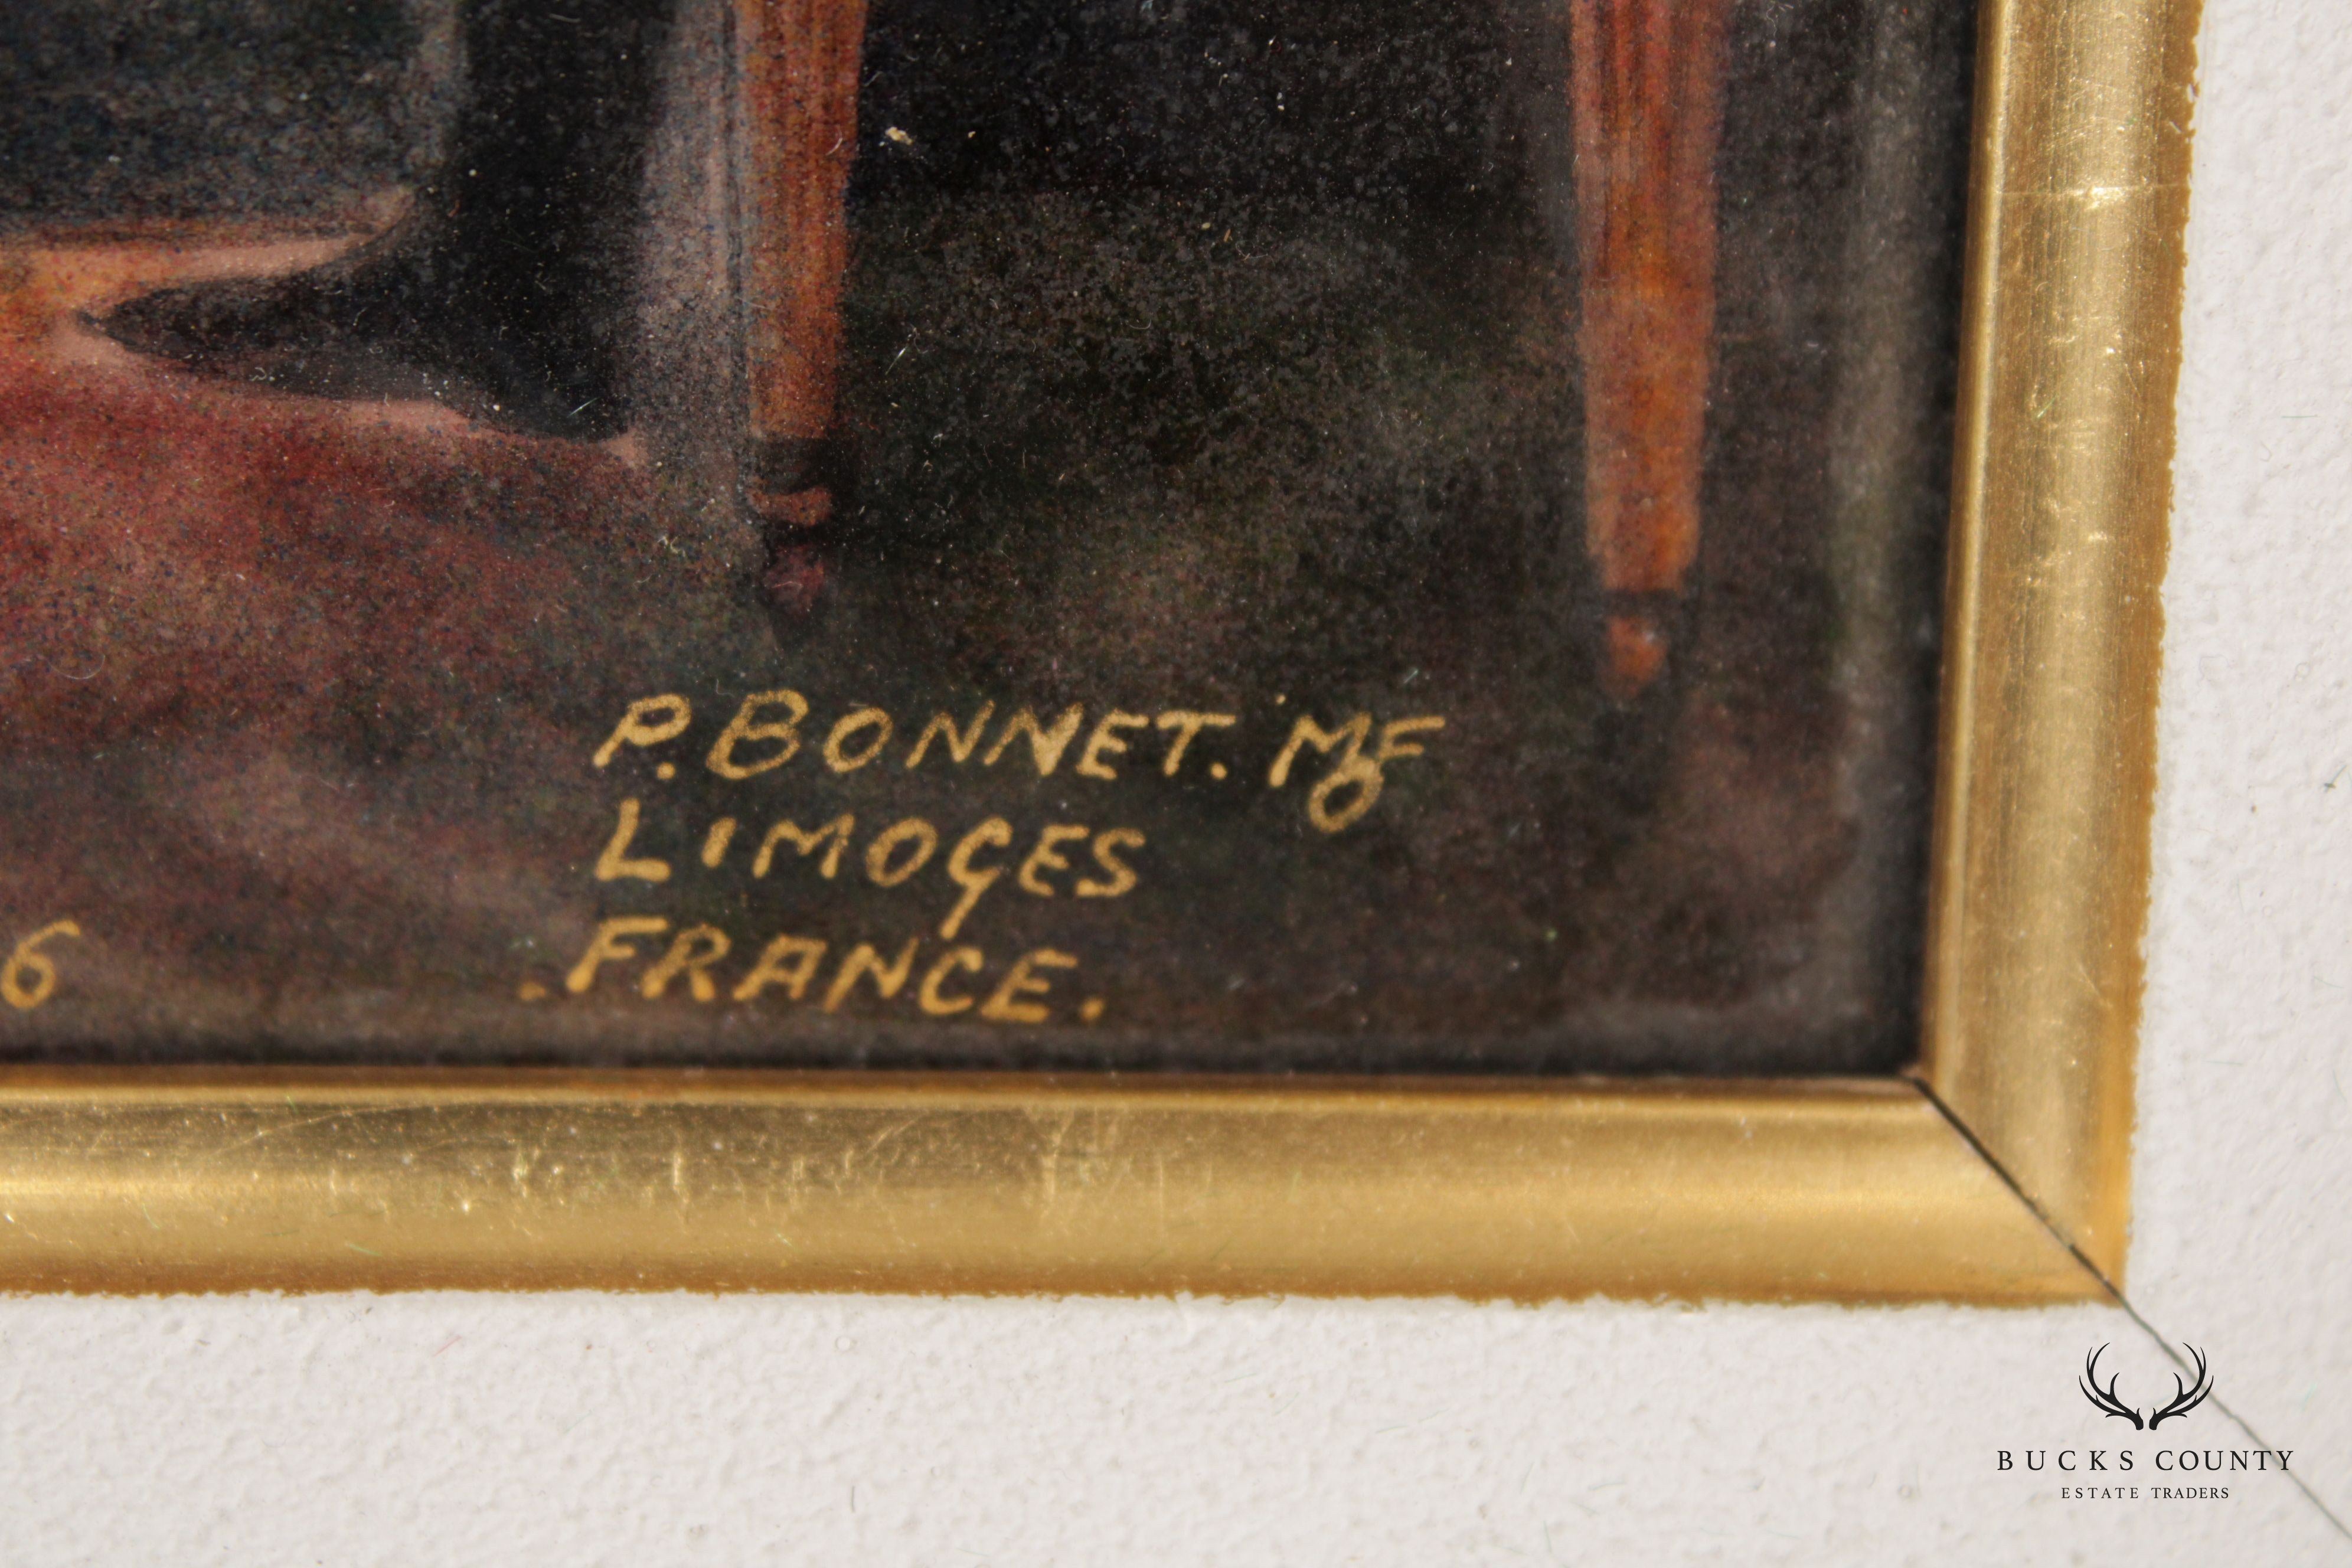 P. BONNET. MF
LIMOGES
6 .FRANCE.
BUCKS COUNTY
ESTATE TRADERS